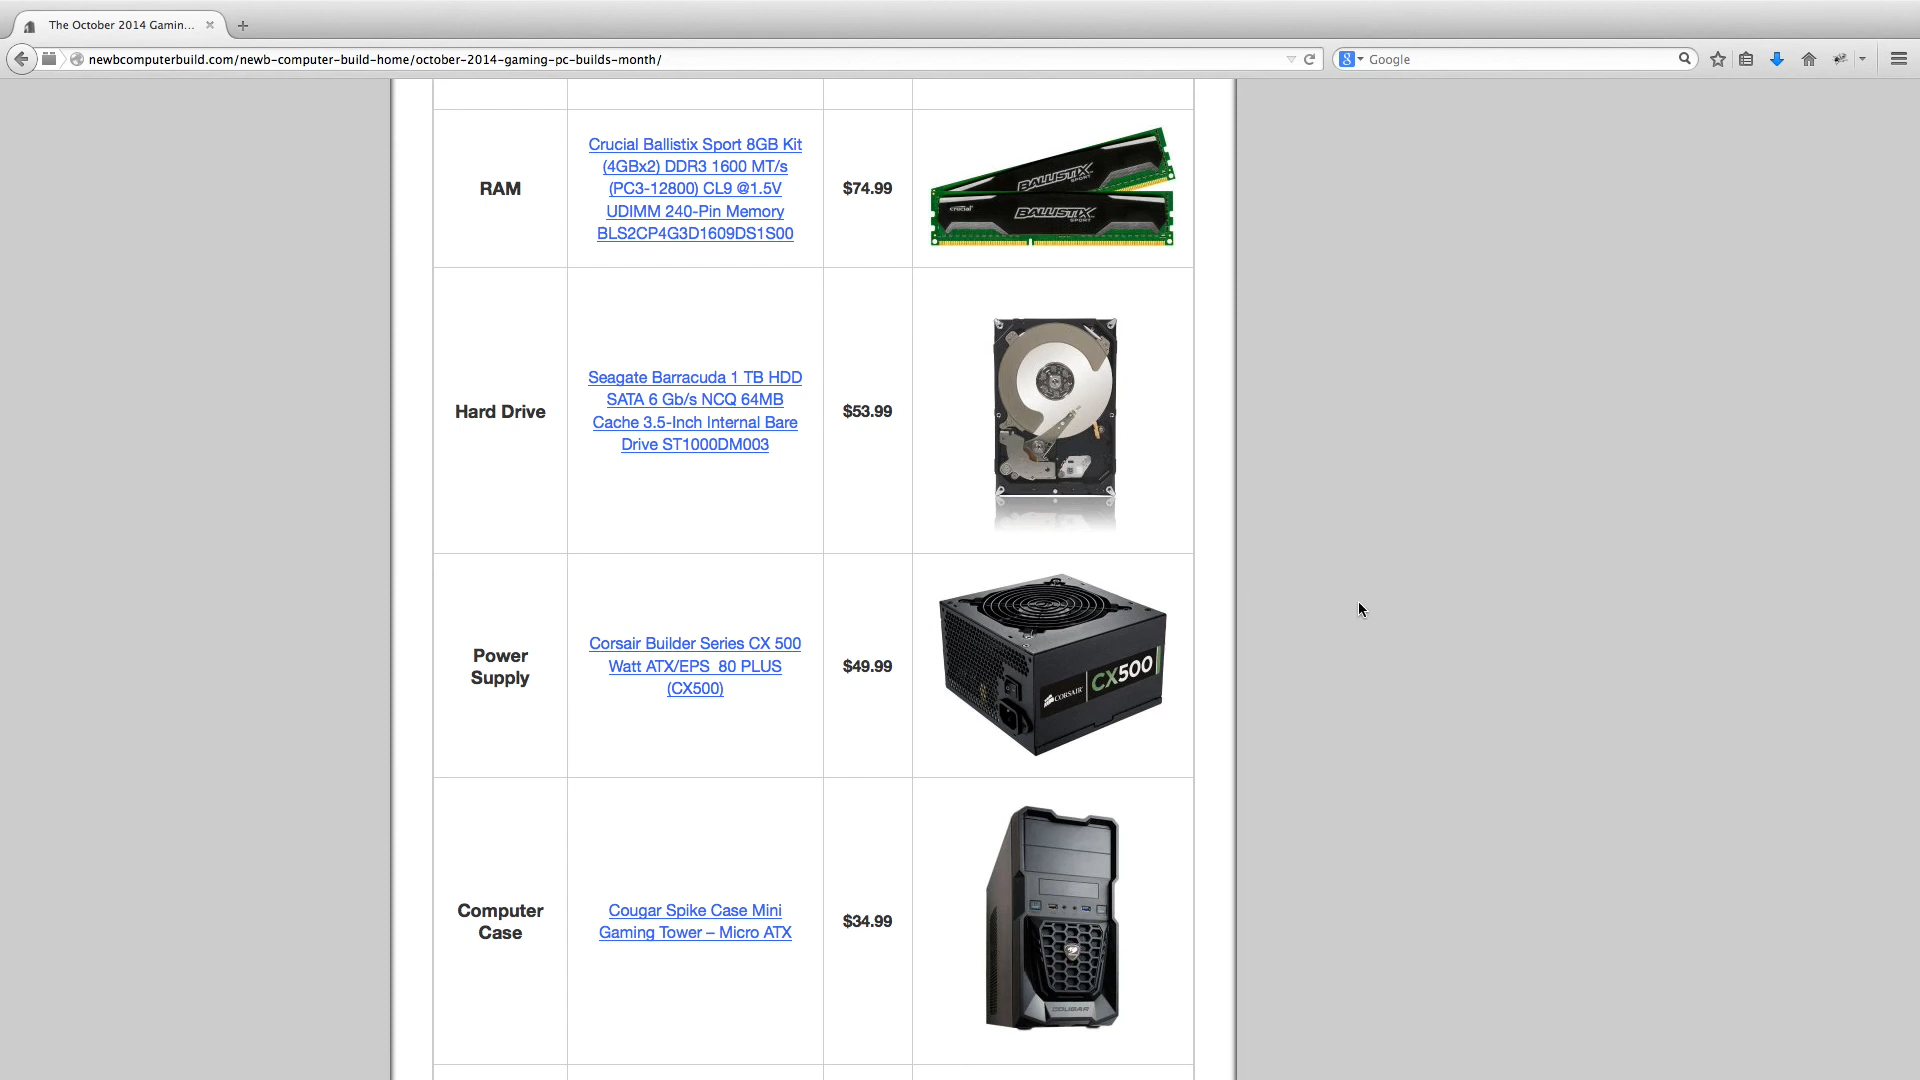 The October 2014 Gamin...
newbcomputerbuild.com/newb-computer-build-home/october-2014-gaming-pc-builds-month/
Google
RAM
Crucial Ballistix Sport 8GB Kit
(4GBx2) DDR3 1600 MT/s
(PC3-12800) CL9 @1.5V
UDIMM 240-Pin Memory
BLS2CP4G3D1609DS1S00
$74.99
BALLISTIX
SPORT
crucial
BALLISTIX
SPORT
Hard Drive
Seagate Barracuda 1 TB HDD
SATA 6 Gb/s NCQ 64MB
Cache 3.5-Inch Internal Bare
Drive ST1000DM003
$53.99
Power
Supply
Corsair Builder Series CX 500
Watt ATX/EPS  80 PLUS
(CX500)
$49.99
CORSAIR
CX500
Computer
Case
Cougar Spike Case Mini
Gaming Tower – Micro ATX
$34.99
COUGAR